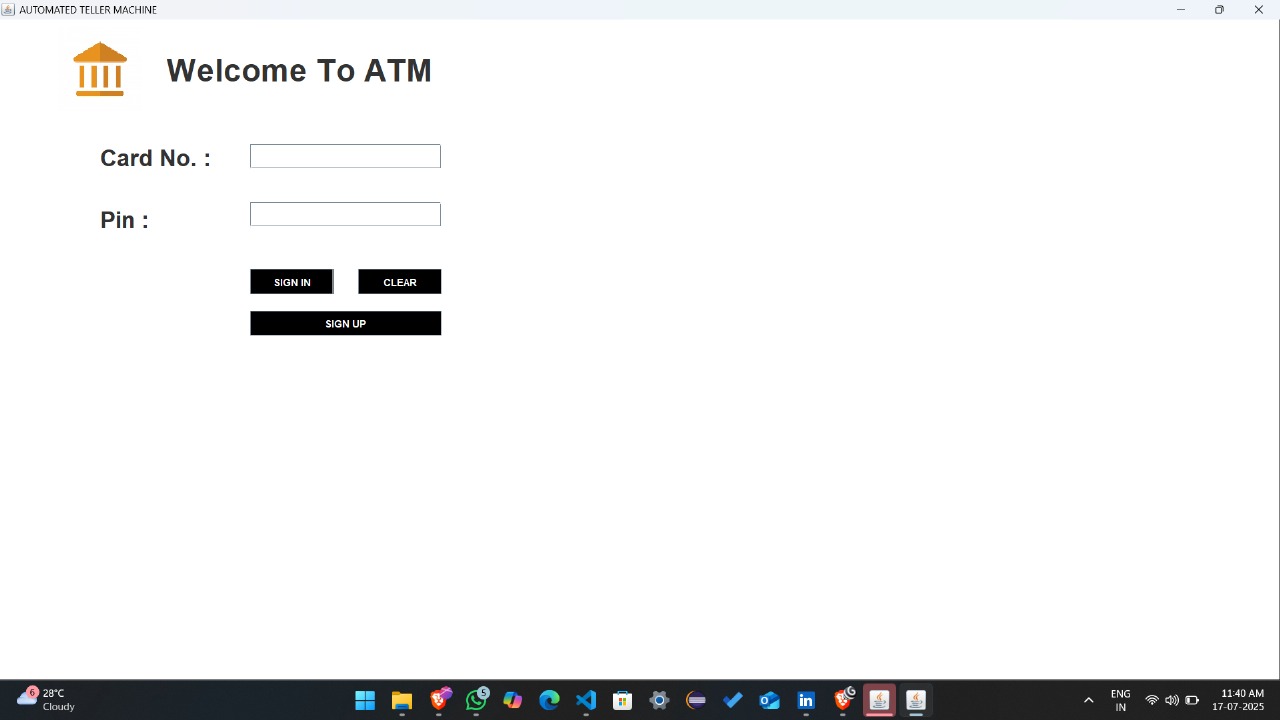 AUTOMATED TELLER MACHINE
Welcome To ATM
Card No. :
Pin :
SIGN IN CLEAR
SIGN UP
6 28°C
Cloudy
5
ENG
IN
11:40 AM
17-07-2025